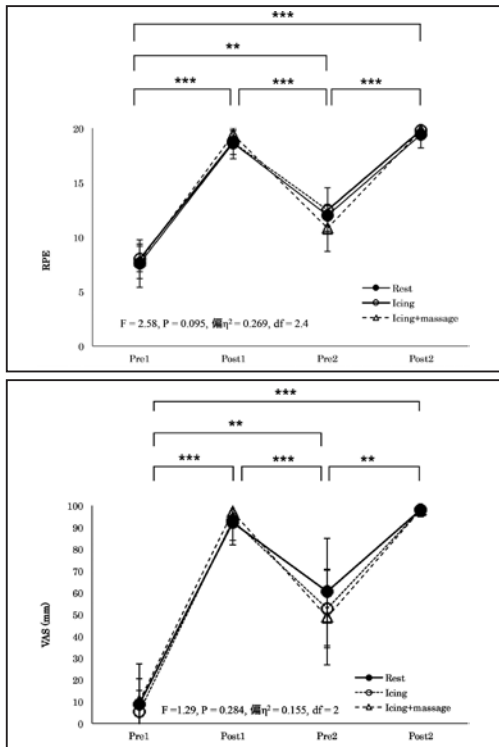 ***
**
***
***
***
20
15
10
5
0
RPE
Rest
Icing
Icing+massage
F = 2.58, P = 0.095, 偏η² = 0.269, df = 2.4
Pre1
Post1
Pre2
Post2
***
**
***
***
**
100
90
80
70
60
50
40
30
20
10
0
VAS (mm)
Rest
Icing
Icing+massage
F =1.29, P = 0.284, 偏η² = 0.155, df = 2
Pre1
Post1
Pre2
Post2